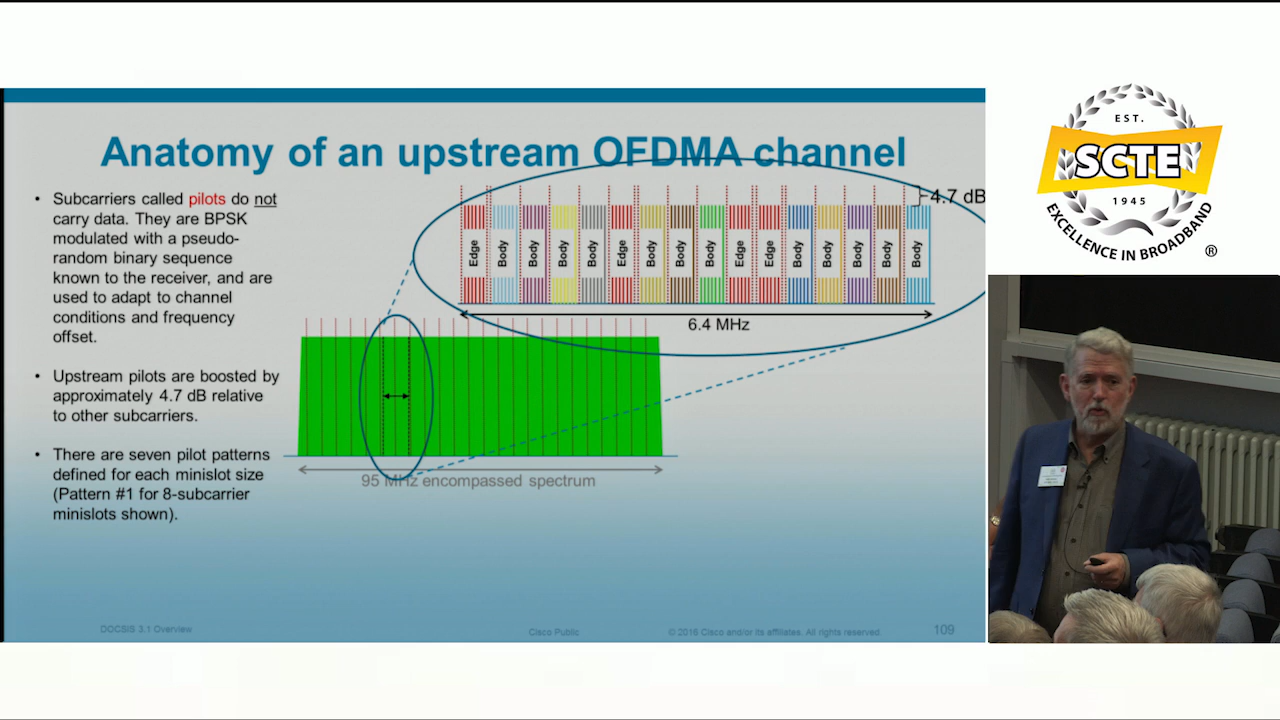 Anatomy of an upstream OFDMA channel
• Subcarriers called pilots do not
carry data. They are BPSK
modulated with a pseudo-
random binary sequence
known to the receiver, and are
used to adapt to channel
conditions and frequency
offset.
• Upstream pilots are boosted by
approximately 4.7 dB relative
to other subcarriers.
• There are seven pilot patterns
defined for each minislot size
(Pattern #1 for 8-subcarrier
minislots shown).
4.7 dB
Edge Body Body Body Body Edge Body Body Body Edge Edge Body Body Body Body Body
6.4 MHz
95 MHz encompassed spectrum
DOCSIS 3.1 Overview
Cisco Public
© 2016 Cisco and/or its affiliates. All rights reserved.
109
EST.
SCTE
1945
EXCELLENCE IN BROADBAND
®